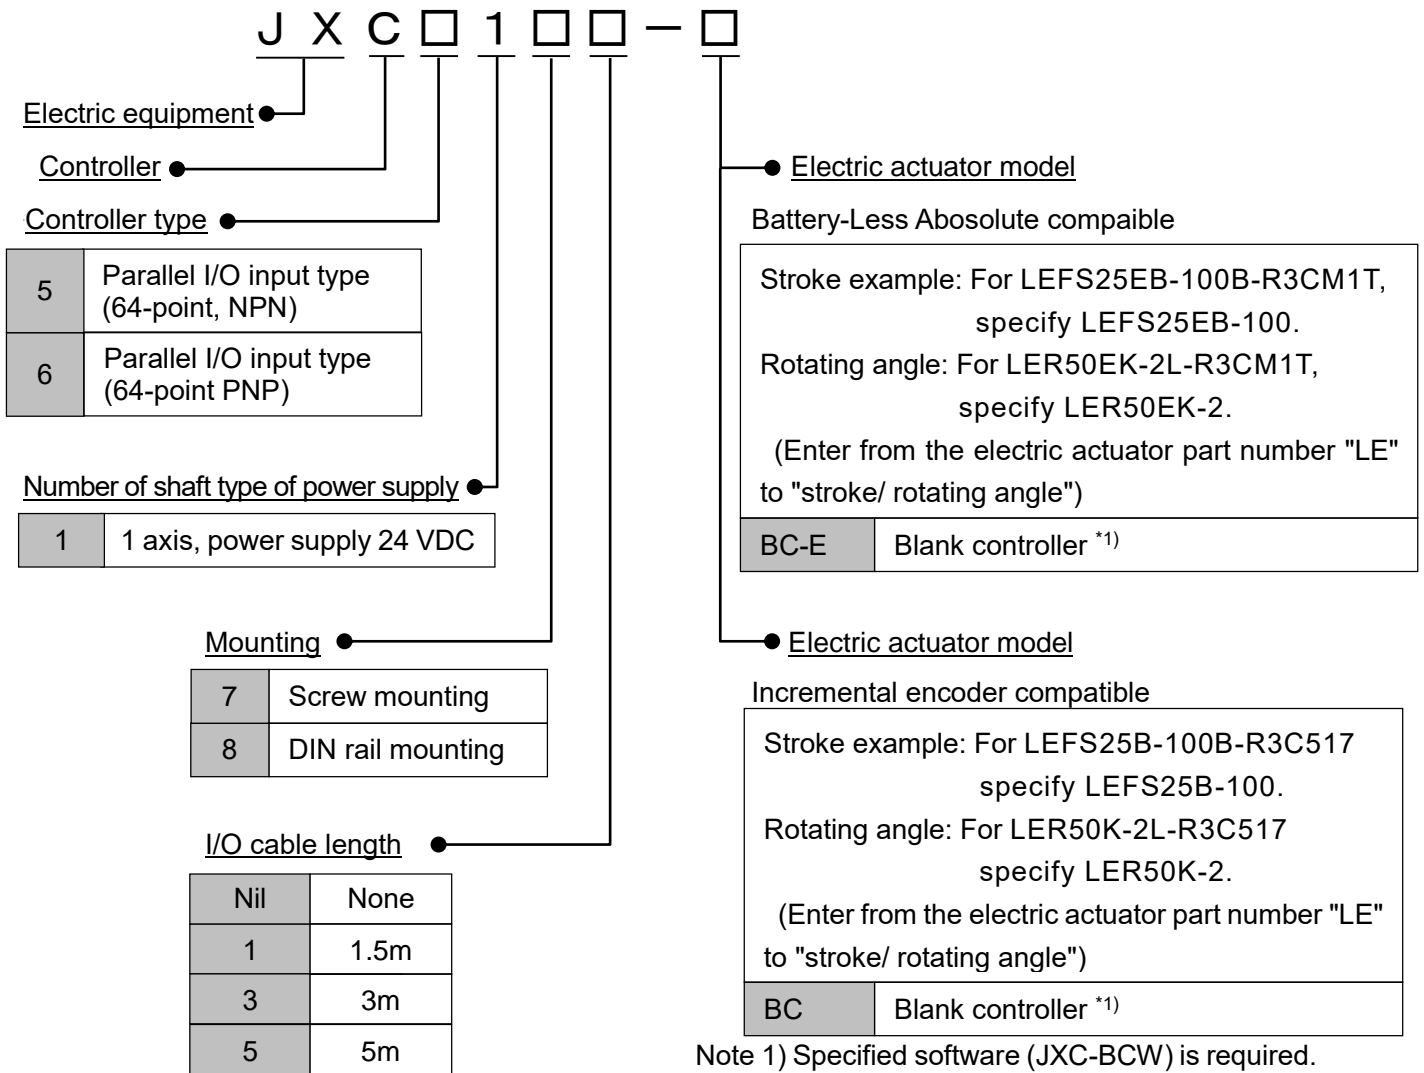 JXC□1□□-□
Electric equipment
Controller
Controller type
5 Parallel I/O input type
(64-point, NPN)
6 Parallel I/O input type
(64-point PNP)
Number of shaft type of power supply
1 1 axis, power supply 24 VDC
Mounting
7 Screw mounting
8 DIN rail mounting
I/O cable length
Nil None
1 1.5m
3 3m
5 5m
Electric actuator model
Battery-Less Abosolute compaible
Stroke example: For LEFS25EB-100B-R3CM1T,
specify LEFS25EB-100.
Rotating angle: For LER50EK-2L-R3CM1T,
specify LER50EK-2.
(Enter from the electric actuator part number "LE"
to "stroke/ rotating angle")
BC-E Blank controller *1)
Electric actuator model
Incremental encoder compatible
Stroke example: For LEFS25B-100B-R3C517
specify LEFS25B-100.
Rotating angle: For LER50K-2L-R3C517
specify LER50K-2.
(Enter from the electric actuator part number "LE"
to "stroke/ rotating angle")
BC Blank controller *1)
Note 1) Specified software (JXC-BCW) is required.